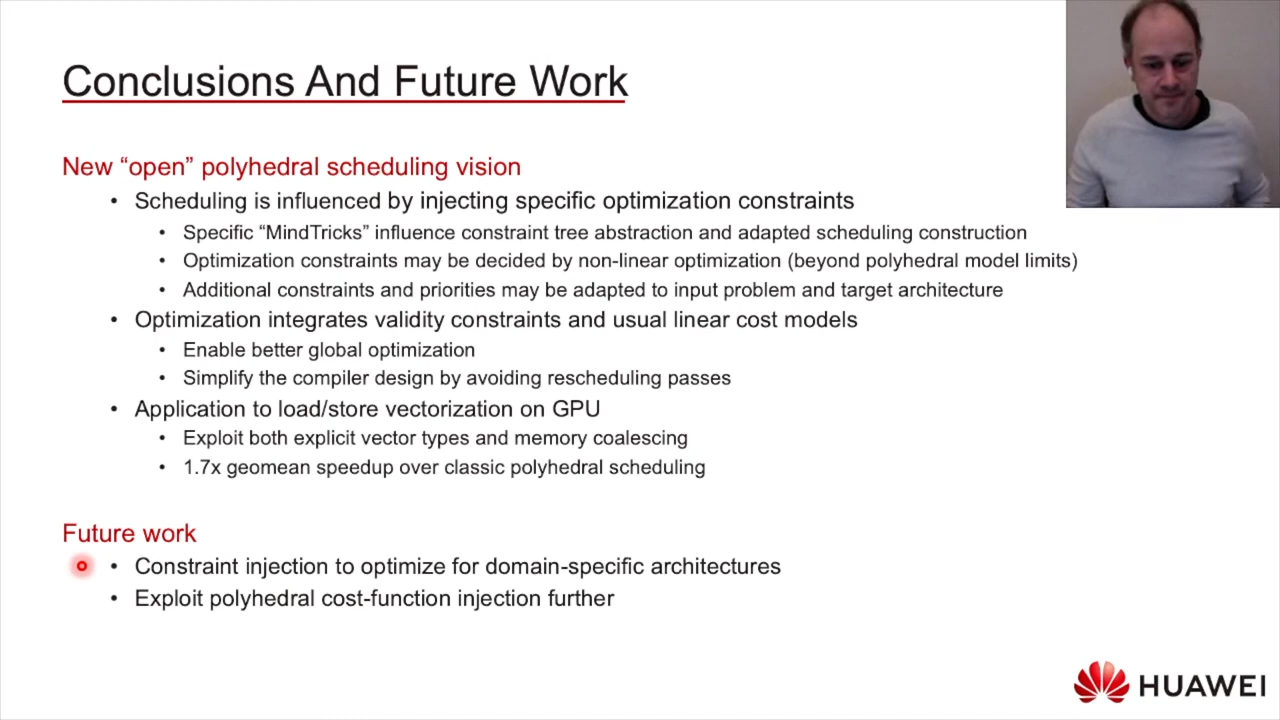 Conclusions And Future Work
New “open” polyhedral scheduling vision
• Scheduling is influenced by injecting specific optimization constraints
• Specific “MindTricks” influence constraint tree abstraction and adapted scheduling construction
• Optimization constraints may be decided by non-linear optimization (beyond polyhedral model limits)
• Additional constraints and priorities may be adapted to input problem and target architecture
• Optimization integrates validity constraints and usual linear cost models
• Enable better global optimization
• Simplify the compiler design by avoiding rescheduling passes
• Application to load/store vectorization on GPU
• Exploit both explicit vector types and memory coalescing
• 1.7x geomean speedup over classic polyhedral scheduling
Future work
• Constraint injection to optimize for domain-specific architectures
• Exploit polyhedral cost-function injection further
HUAWEI